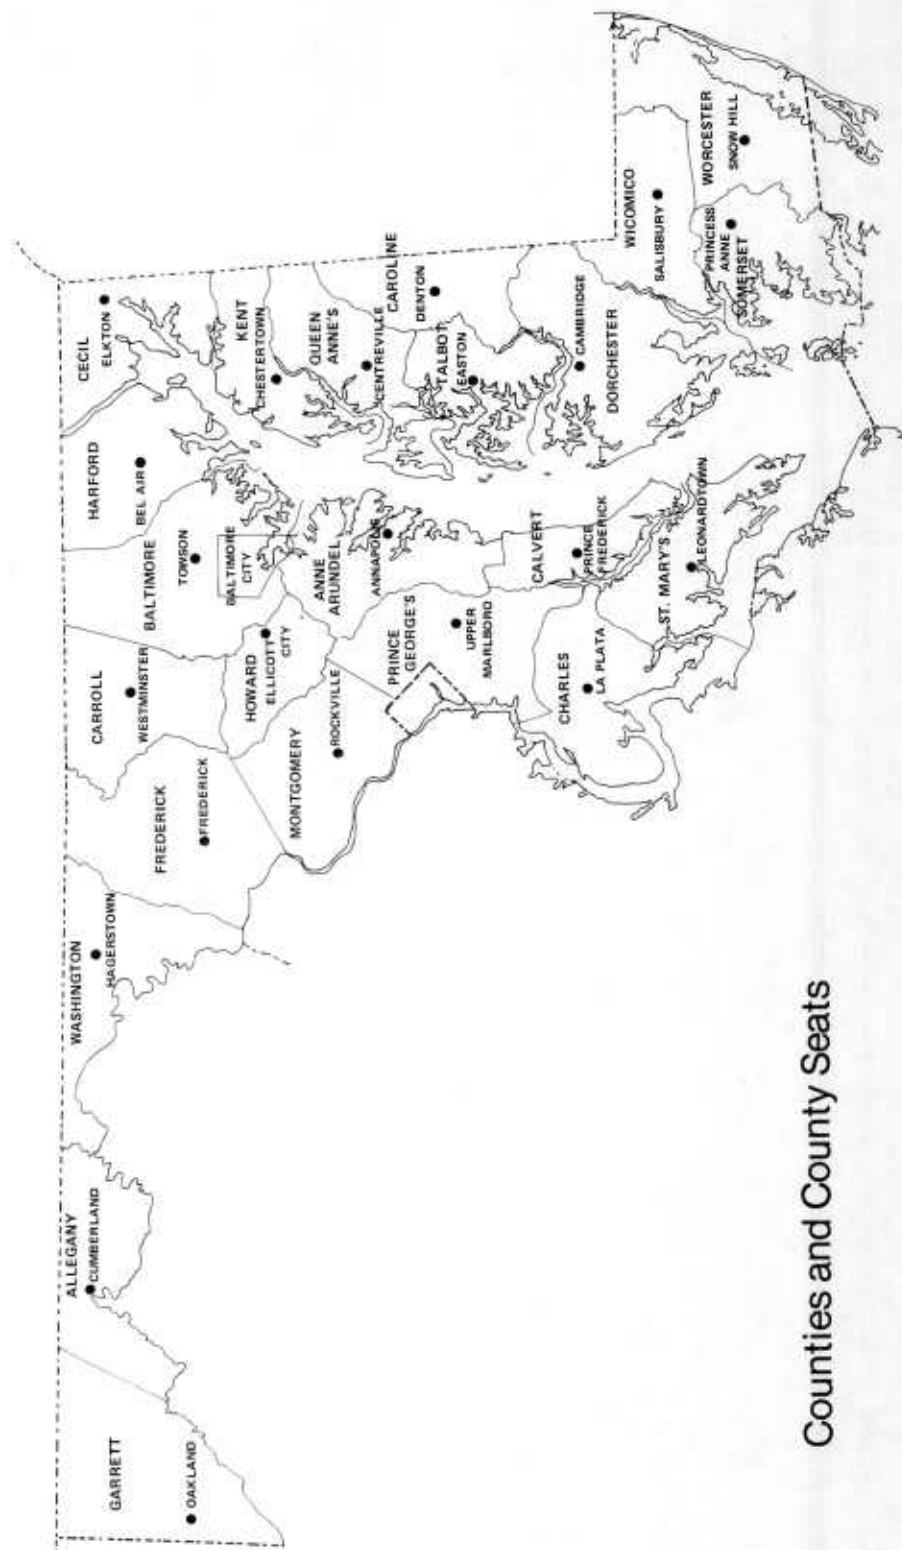 GARRETT
OAKLAND
ALLEGANY
CUMBERLAND
WASHINGTON
HAGERSTOWN
FREDERICK
FREDERICK
CARROLL
WESTMINSTER
BALTIMORE
TOWSON
BALTIMORE
CITY
HARFORD
BEL AIR
CECIL
ELKTON
HOWARD
ELLICOTT
CITY
MONTGOMERY
ROCKVILLE
ANNE
ARUNDEL
ANNAPOLIS
PRINCE
GEORGE'S
UPPER
MARLBORO
KENT
CHESTERTOWN
QUEEN
ANNE'S
CENTREVILLE
CAROLINE
DENTON
TALBOT
EASTON
CALVERT
PRINCE
FREDERICK
CHARLES
LA PLATA
ST. MARY'S
LEONARDTOWN
CAMBRIDGE
DORCHESTER
WICOMICO
SALISBURY
WORCESTER
SNOW HILL
PRINCESS
ANNE
SOMERSET
Counties and County Seats